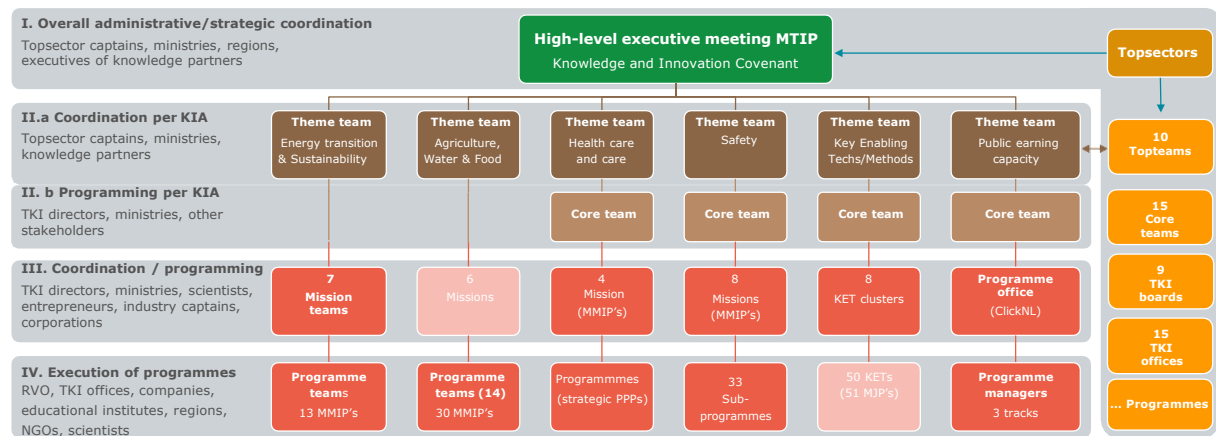 I. Overall administrative/strategic coordination
Topsector captains, ministries, regions,
executives of knowledge partners
High-level executive meeting MTIP
Knowledge and Innovation Covenant
Topsectors
II.a Coordination per KIA
Topsector captains, ministries,
knowledge partners
Theme team
Energy transition
& Sustainability
Theme team
Agriculture,
Water & Food
Theme team
Health care
and care
Theme team
Safety
Theme team
Key Enabling
Techs/Methods
Theme team
Public earning
capacity
10
Topteams
II. b Programming per KIA
TKI directors, ministries, other
stakeholders
Core team
Core team
Core team
Core team
15
Core
teams
III. Coordination / programming
TKI directors, ministries, scientists,
entrepreneurs, industry captains,
corporations
7
Mission
teams
6
Missions
4
Mission
(MMIP's)
8
Missions
(MMIP's)
8
KET clusters
Programme
office
(ClickNL)
9
TKI
boards
15
TKI
offices
IV. Execution of programmes
RVO, TKI offices, companies,
educational institutes, regions,
NGOs, scientists
Programme
teams
13 MMIP's
Programme
teams (14)
30 MMIP's
Programmmes
(strategic PPPs)
33
Sub-
programmes
50 KETs
(51 MJP's)
Programme
managers
3 tracks
... Programmes